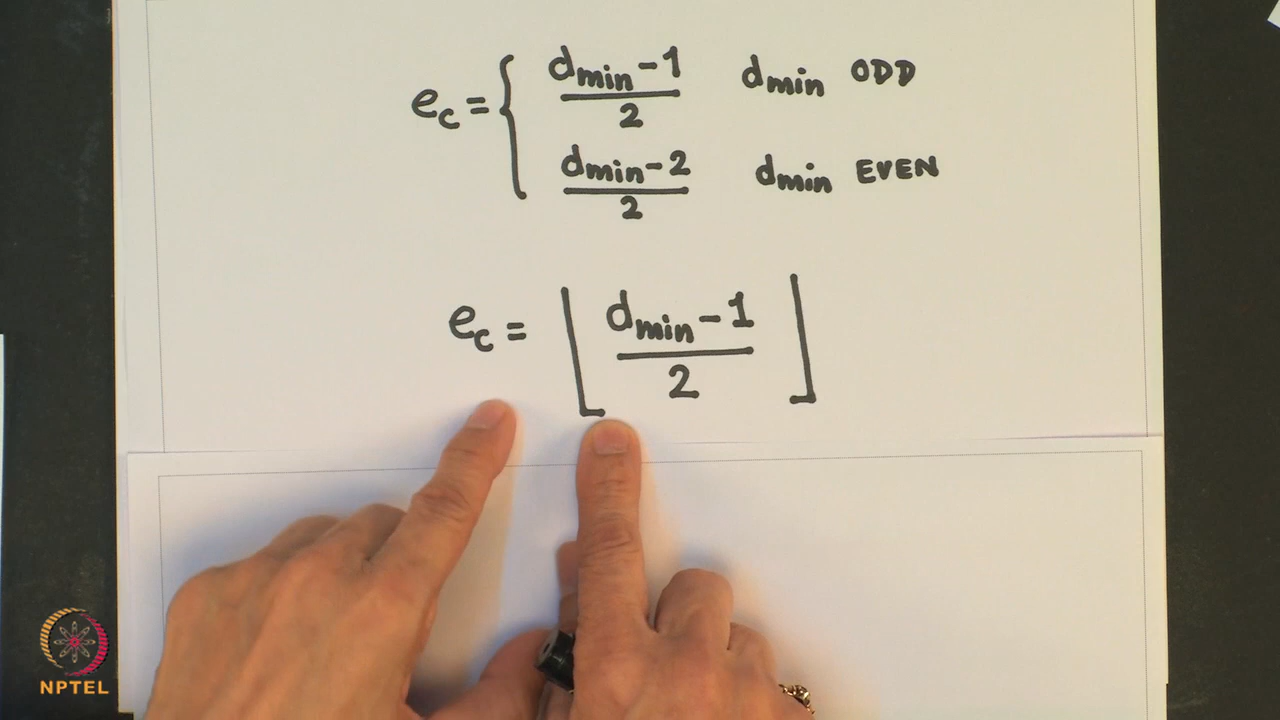 e_c = { (d_min - 1)/2 d_min ODD
(d_min - 2)/2 d_min EVEN
e_c = ⌊ (d_min - 1)/2 ⌋
NPTEL